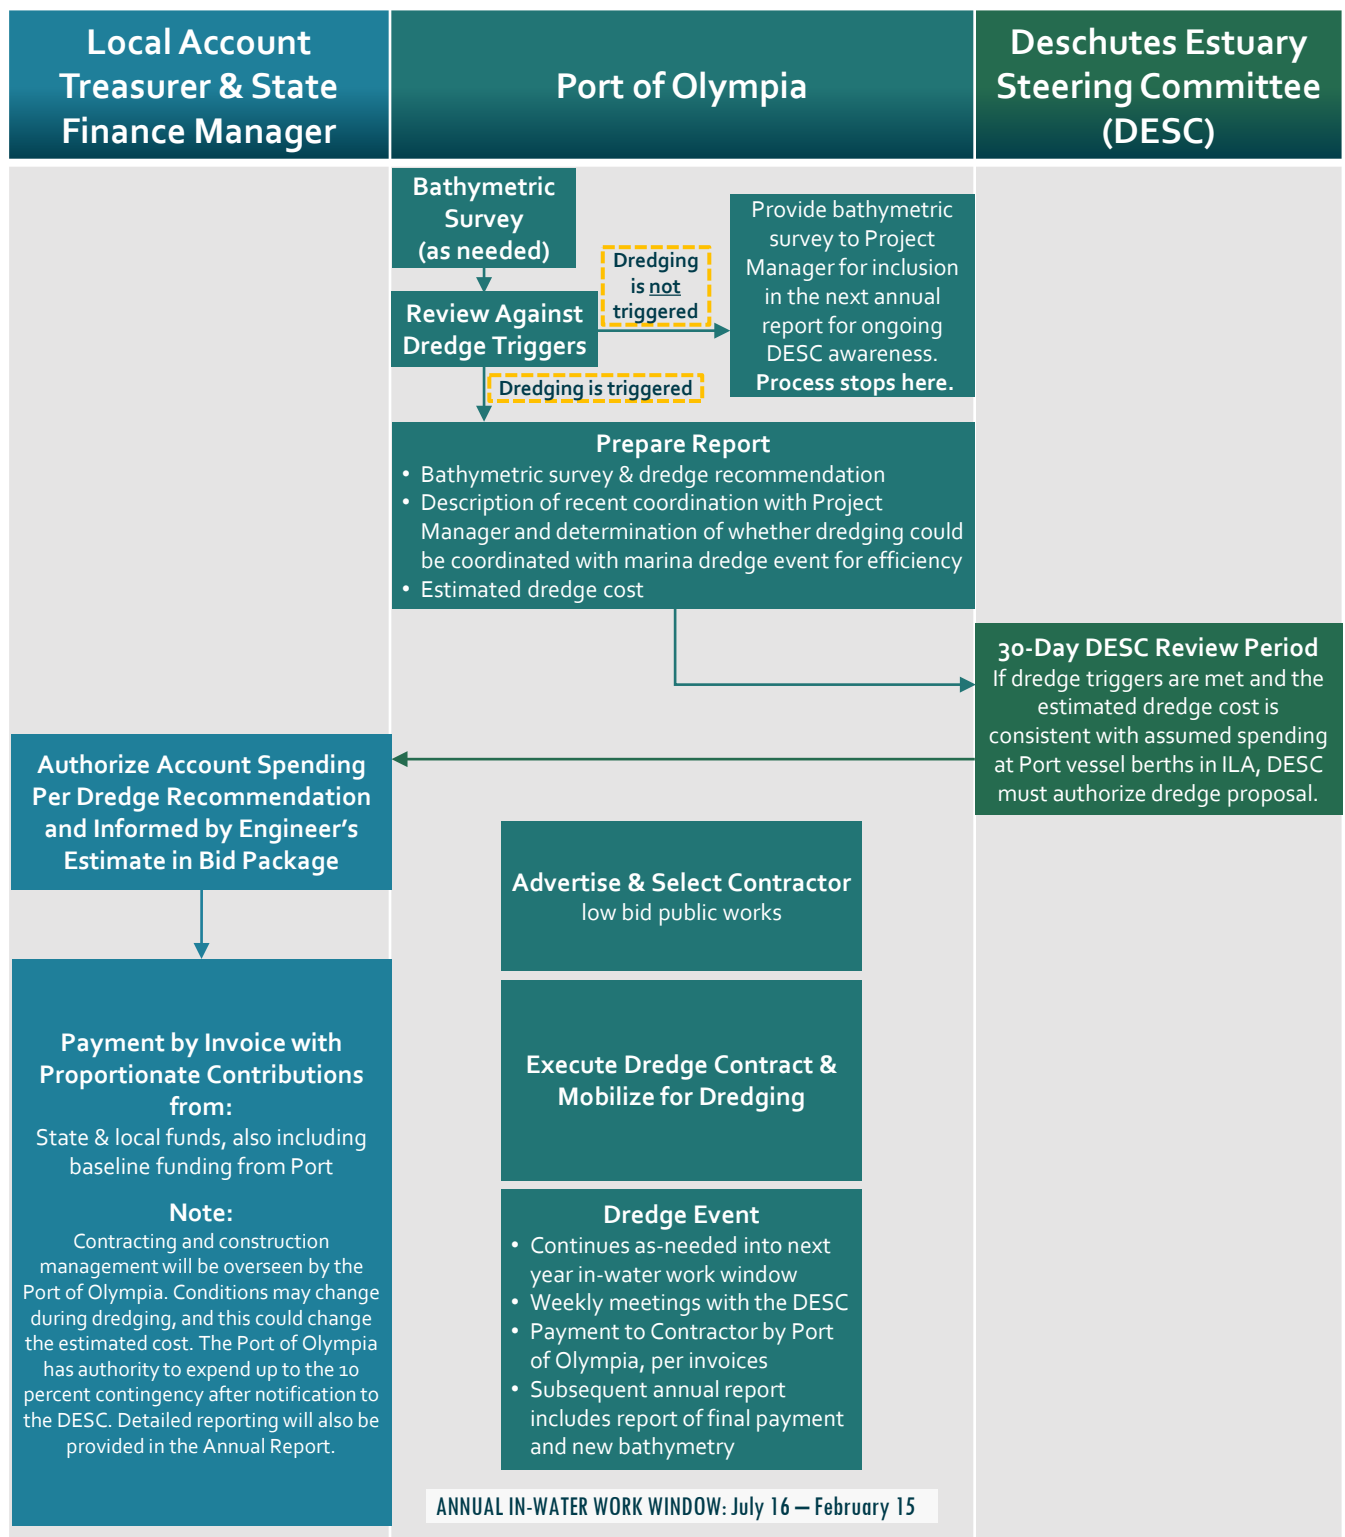 Local Account
Treasurer & State
Finance Manager
Port of Olympia
Deschutes Estuary
Steering Committee
(DESC)
Bathymetric
Survey
(as needed)
Review Against
Dredge Triggers
Dredging
is not
triggered
Provide bathymetric
survey to Project
Manager for inclusion
in the next annual
report for ongoing
DESC awareness.
Process stops here.
Dredging is triggered
Prepare Report
• Bathymetric survey & dredge recommendation
• Description of recent coordination with Project
Manager and determination of whether dredging could
be coordinated with marina dredge event for efficiency
• Estimated dredge cost
30-Day DESC Review Period
If dredge triggers are met and the
estimated dredge cost is
consistent with assumed spending
at Port vessel berths in ILA, DESC
must authorize dredge proposal.
Authorize Account Spending
Per Dredge Recommendation
and Informed by Engineer's
Estimate in Bid Package
Advertise & Select Contractor
low bid public works
Payment by Invoice with
Proportionate Contributions
from:
State & local funds, also including
baseline funding from Port
Note:
Contracting and construction
management will be overseen by the
Port of Olympia. Conditions may change
during dredging, and this could change
the estimated cost. The Port of Olympia
has authority to expend up to the 10
percent contingency after notification to
the DESC. Detailed reporting will also be
provided in the Annual Report.
Execute Dredge Contract &
Mobilize for Dredging
Dredge Event
• Continues as-needed into next
year in-water work window
• Weekly meetings with the DESC
• Payment to Contractor by Port
of Olympia, per invoices
• Subsequent annual report
includes report of final payment
and new bathymetry
ANNUAL IN-WATER WORK WINDOW: July 16 — February 15